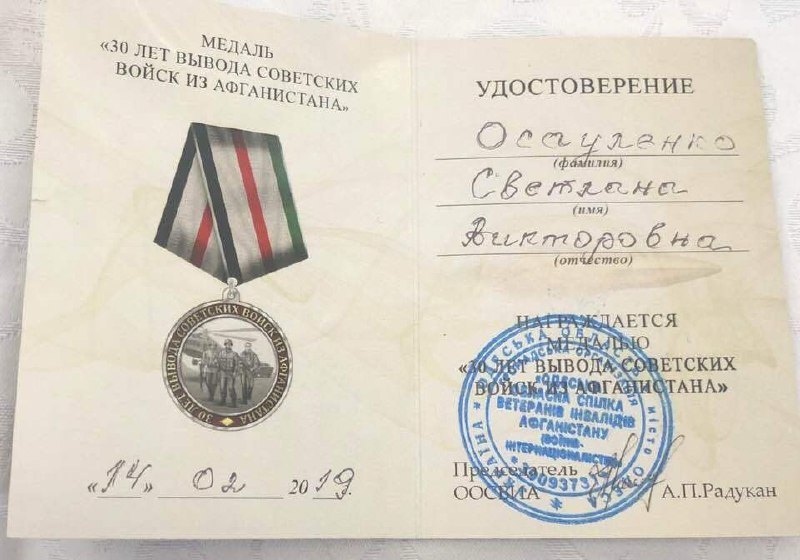 МЕДАЛЬ
«30 ЛЕТ ВЫВОДА СОВЕТСКИХ
ВОЙСК ИЗ АФГАНИСТАНА»
30 ЛЕТ ВЫВОДА СОВЕТСКИХ ВОЙСК ИЗ АФГАНИСТАНА
«14» 02 2019.
УДОСТОВЕРЕНИЕ
Осауленко
(фамилия)
Светлана
(имя)
Викторовна
(отчество)
НАГРАЖДАЕТСЯ
МЕДАЛЬЮ
«30 ЛЕТ ВЫВОДА СОВЕТСКИХ
ВОЙСК ИЗ АФГАНИСТАНА»
СПІЛКА
ВЕТЕРАНІВ ІНВАЛІДІВ
АФГАНІСТАНУ
Председатель
ООСВИА А.П.Радукан